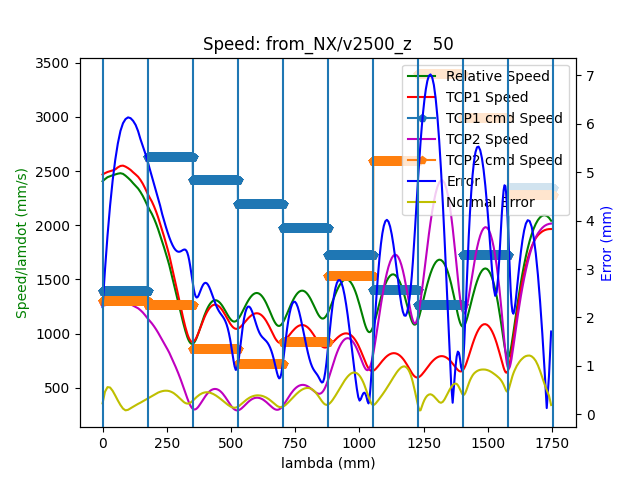 Speed: from_NX/v2500_z    50
3500
3000
2500
2000
1500
1000
500
Speed/lamdot (mm/s)
0 250 500 750 1000 1250 1500 1750
lambda (mm)
7
6
5
4
3
2
1
0
Error (mm)
Relative Speed
TCP1 Speed
TCP1 cmd Speed
TCP2 Speed
TCP2 cmd Speed
Error
Normal Error